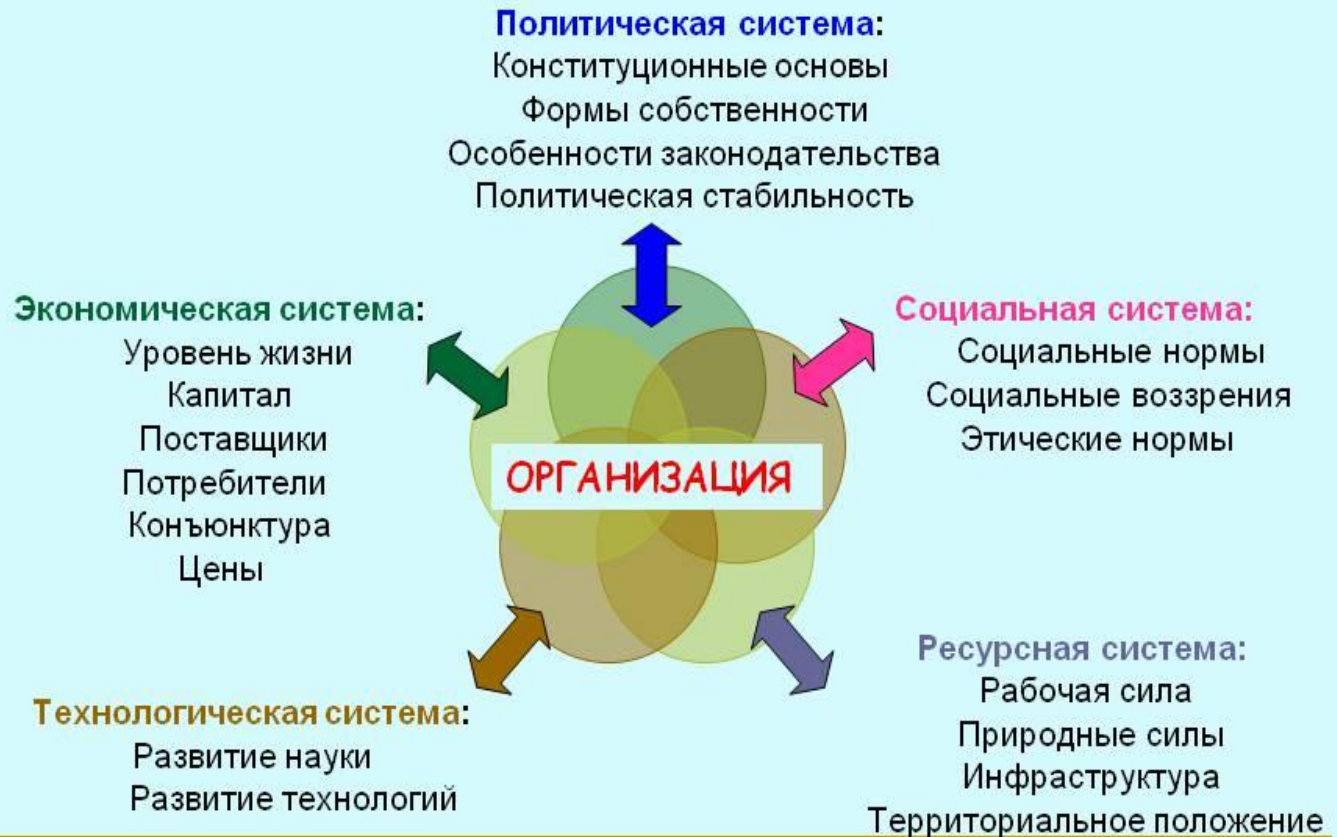 Политическая система:
Конституционные основы
Формы собственности
Особенности законодательства
Политическая стабильность
Экономическая система:
Уровень жизни
Капитал
Поставщики
Потребители
Конъюнктура
Цены
Социальная система:
Социальные нормы
Социальные воззрения
Этические нормы
ОРГАНИЗАЦИЯ
Технологическая система:
Развитие науки
Развитие технологий
Ресурсная система:
Рабочая сила
Природные силы
Инфраструктура
Территориальное положение